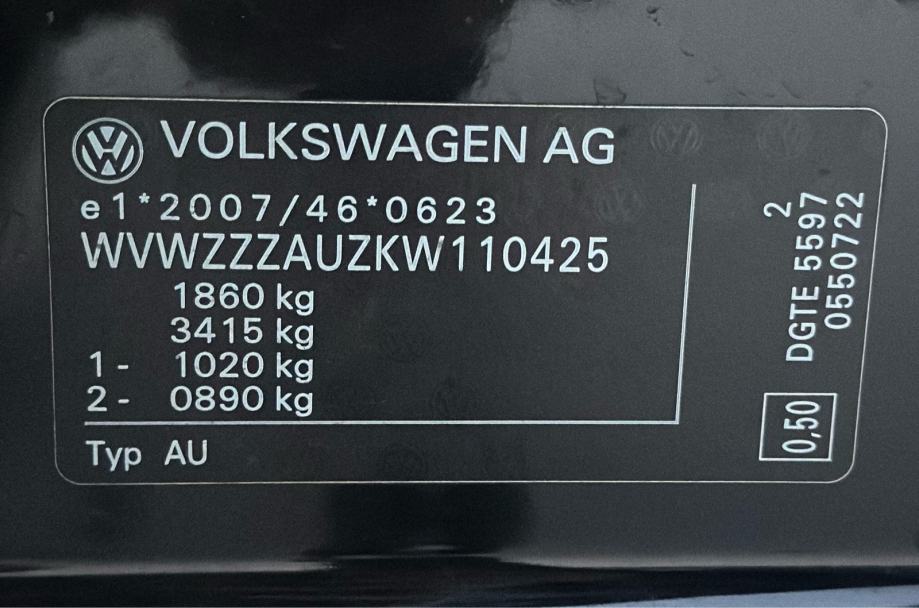 VOLKSWAGEN AG
e1*2007/46*0623
WVWZZZAUZKW110425
1860 kg
3415 kg
1 - 1020 kg
2 - 0890 kg
Typ AU
2
DGTE 5597
0550722
0,50